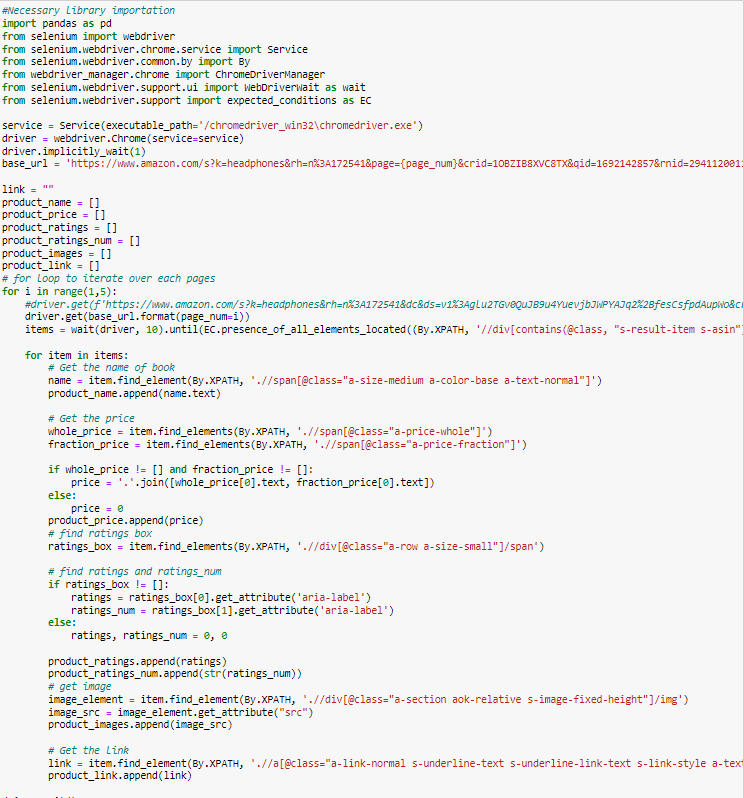 #Necessary library importation
import pandas as pd
from selenium import webdriver
from selenium.webdriver.chrome.service import Service
from selenium.webdriver.common.by import By
from webdriver_manager.chrome import ChromeDriverManager
from selenium.webdriver.support.ui import WebDriverWait as wait
from selenium.webdriver.support import expected_conditions as EC
service = Service(executable_path='/chromedriver_win32\chromedriver.exe')
driver = webdriver.Chrome(service=service)
driver.implicitly_wait(1)
base_url = 'https://www.amazon.com/s?k=headphones&rh=n%3A172541&page={page_num}&crid=1OBZIB8XVC8TX&qid=1692142857&rnid=2941120011
link = ""
product_name = []
product_price = []
product_ratings = []
product_ratings_num = []
product_images = []
product_link = []
# for loop to iterate over each pages
for i in range(1,5):
    #driver.get(f'https://www.amazon.com/s?k=headphones&rh=n%3A172541&dc&ds=v1%3AglU2TGv0QuJB9u4YuevjbJWPYAJq2%2BfesCsfpdAupWo&c
    driver.get(base_url.format(page_num=i))
    items = wait(driver, 10).until(EC.presence_of_all_elements_located((By.XPATH, '//div[contains(@class, "s-result-item s-asin")
    for item in items:
        # Get the name of book
        name = item.find_element(By.XPATH, './/span[@class="a-size-medium a-color-base a-text-normal"]')
        product_name.append(name.text)
        # Get the price
        whole_price = item.find_elements(By.XPATH, './/span[@class="a-price-whole"]')
        fraction_price = item.find_elements(By.XPATH, './/span[@class="a-price-fraction"]')
        if whole_price != [] and fraction_price != []:
            price = '.'.join([whole_price[0].text, fraction_price[0].text])
        else:
            price = 0
        product_price.append(price)
        # find ratings box
        ratings_box = item.find_elements(By.XPATH, './/div[@class="a-row a-size-small"]/span')
        # find ratings and ratings_num
        if ratings_box != []:
            ratings = ratings_box[0].get_attribute('aria-label')
            ratings_num = ratings_box[1].get_attribute('aria-label')
        else:
            ratings, ratings_num = 0, 0
        product_ratings.append(ratings)
        product_ratings_num.append(str(ratings_num))
        # get image
        image_element = item.find_element(By.XPATH, './/div[@class="a-section aok-relative s-image-fixed-height"]/img')
        image_src = image_element.get_attribute("src")
        product_images.append(image_src)
        # Get the link
        link = item.find_element(By.XPATH, './/a[@class="a-link-normal s-underline-text s-underline-link-text s-link-style a-text
        product_link.append(link)